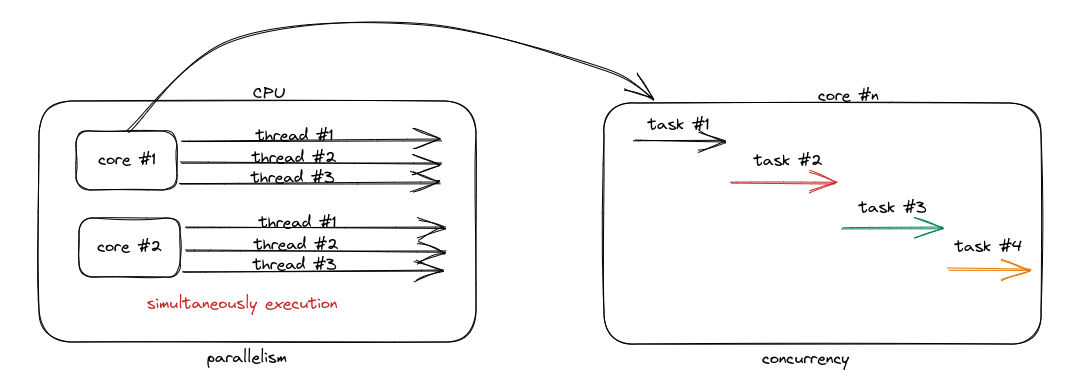 CPU
core #1
thread #1
thread #2
thread #3
core #2
thread #1
thread #2
thread #3
simultaneously execution
parallelism
core #n
task #1
task #2
task #3
task #4
concurrency